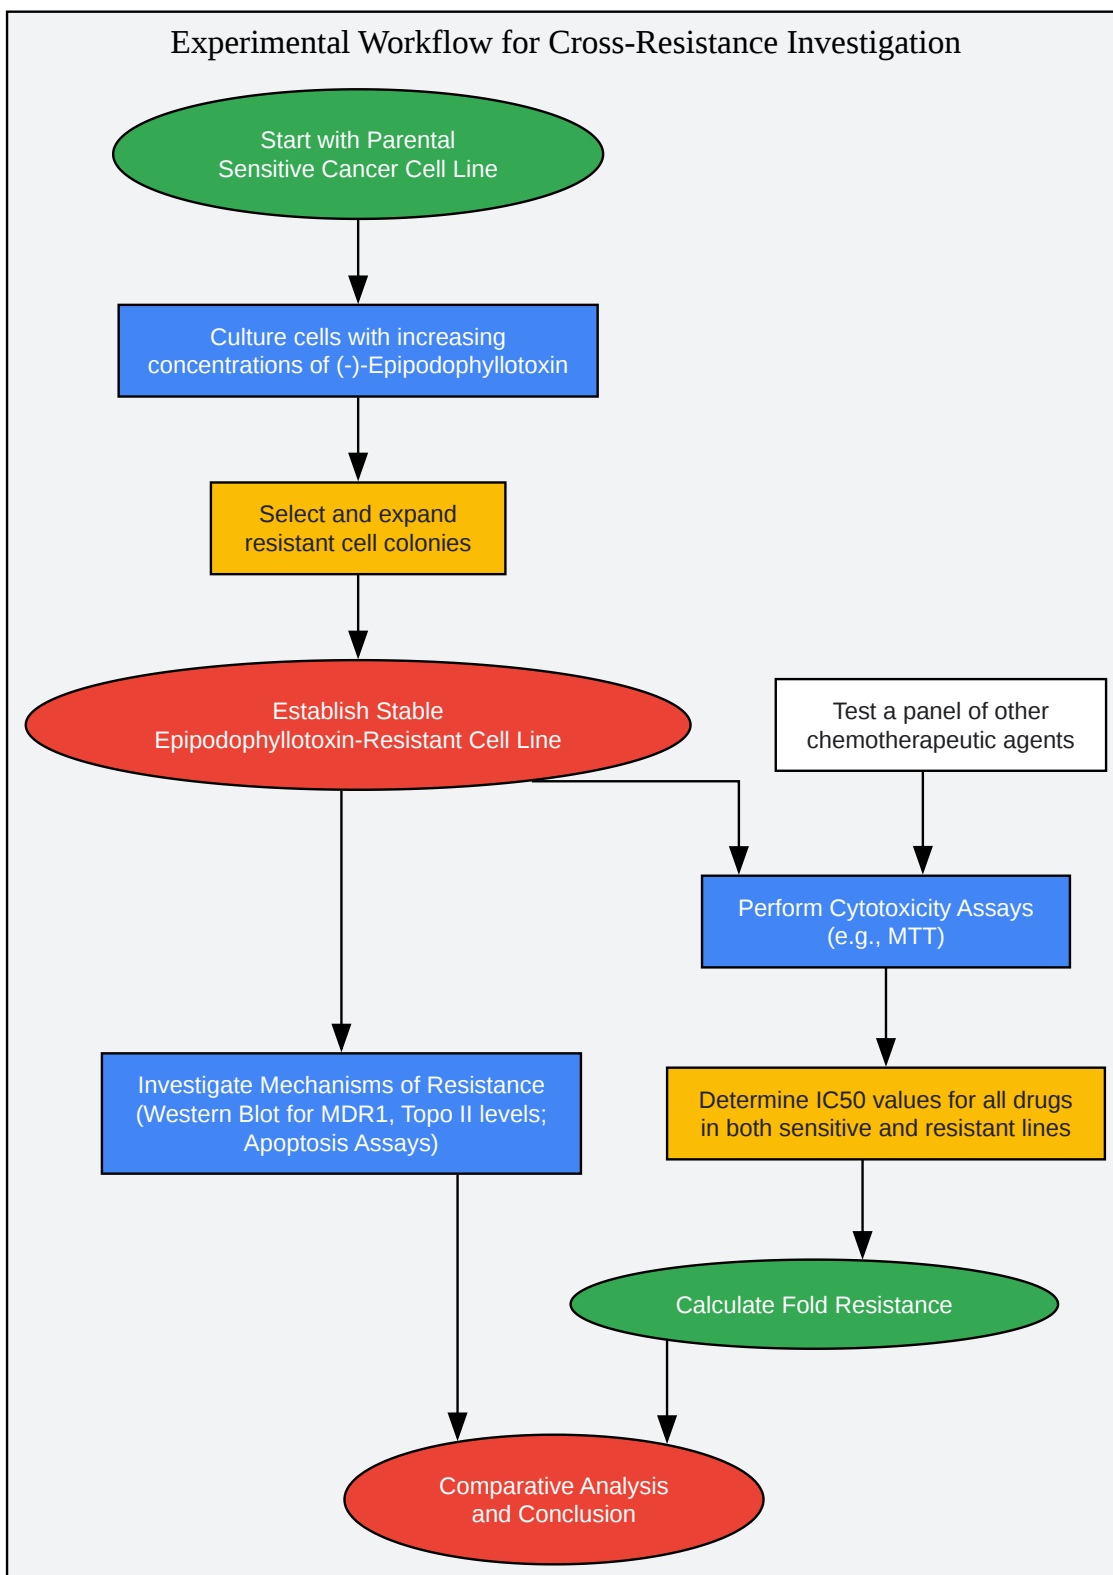 Experimental Workflow for Cross-Resistance Investigation
Start with Parental
Sensitive Cancer Cell Line
Culture cells with increasing
concentrations of (-)-Epipodophyllotoxin
Select and expand
resistant cell colonies
Establish Stable
Epipodophyllotoxin-Resistant Cell Line
Test a panel of other
chemotherapeutic agents
Perform Cytotoxicity Assays
(e.g., MTT)
Investigate Mechanisms of Resistance
(Western Blot for MDR1, Topo II levels;
Apoptosis Assays)
Determine IC50 values for all drugs
in both sensitive and resistant lines
Calculate Fold Resistance
Comparative Analysis
and Conclusion